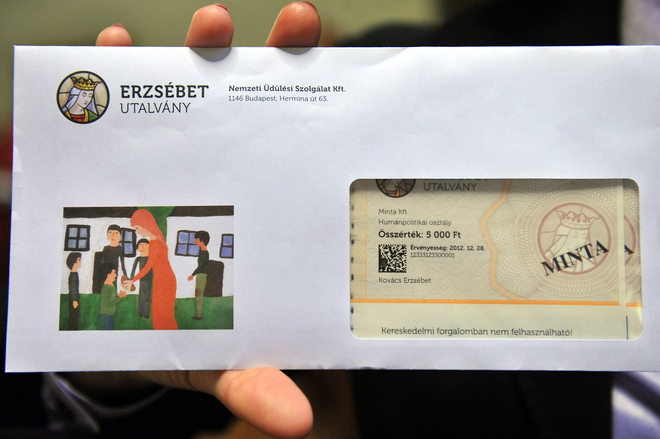 ERZSÉBET
UTALVÁNY
Nemzeti Üdülési Szolgálat Kft.
1146 Budapest, Hermina út 63.
UTALVÁNY
Minta Kft.
Humánpolitikai osztály
Összérték: 5 000 Ft
Érvényesség: 2012. 12. 28.
12333123300001
Kovács Erzsébet
MINTA
Kereskedelmi forgalomban nem felhasználható!